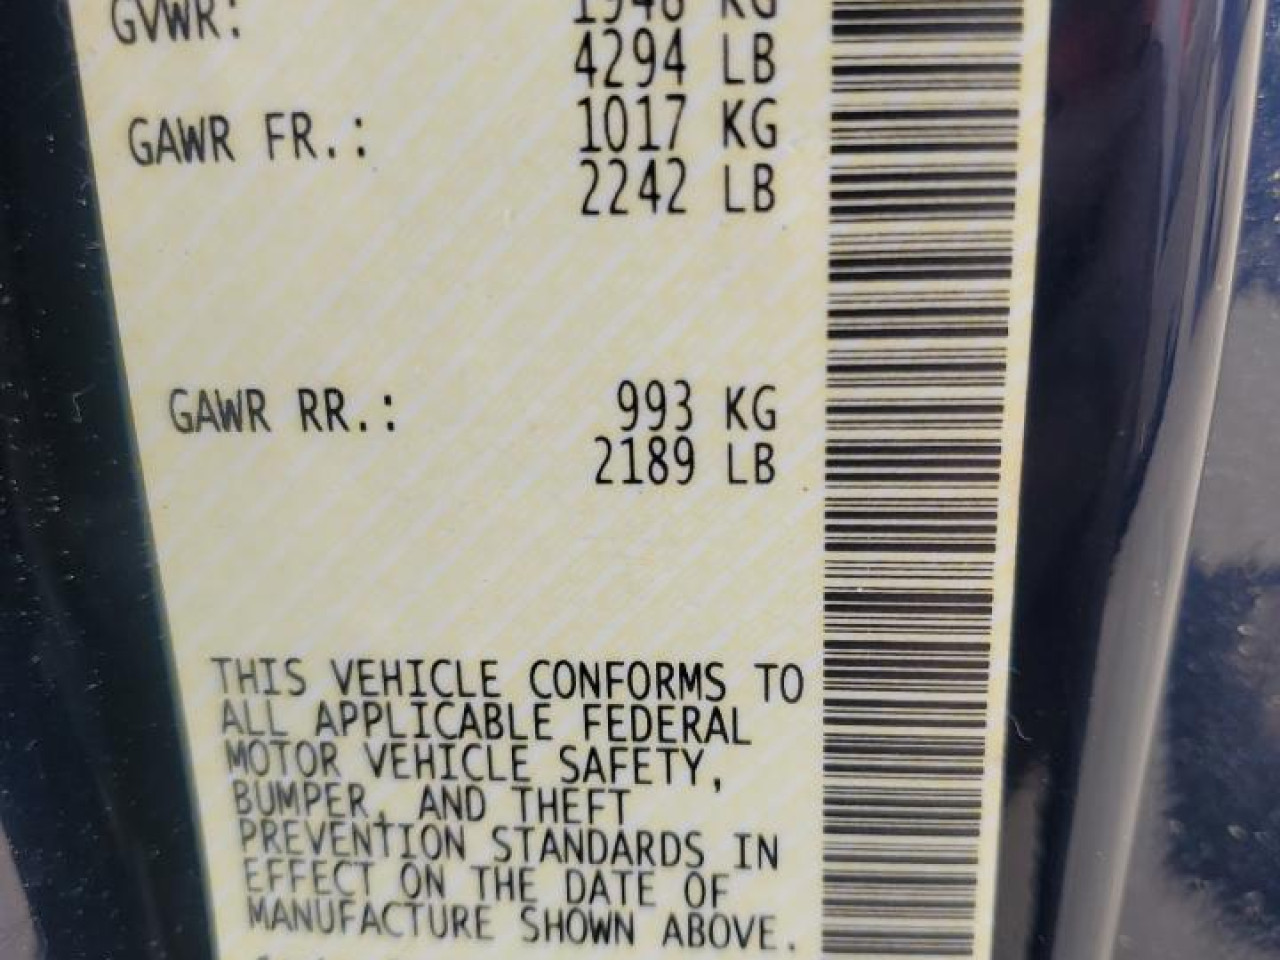 GVWR: 1948 KG
4294 LB
GAWR FR.: 1017 KG
2242 LB
GAWR RR.: 993 KG
2189 LB
THIS VEHICLE CONFORMS TO
ALL APPLICABLE FEDERAL
MOTOR VEHICLE SAFETY,
BUMPER, AND THEFT
PREVENTION STANDARDS IN
EFFECT ON THE DATE OF
MANUFACTURE SHOWN ABOVE.